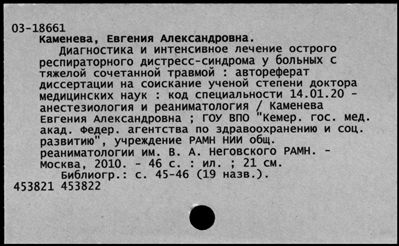 03-18661
Каменева, Евгения Александровна.
Диагностика и интенсивное лечение острого
респираторного дистресс-синдрома у больных с
тяжелой сочетанной травмой : автореферат
диссертации на соискание ученой степени доктора
медицинских наук : код специальности 14.01.20 -
анестезиология и реаниматология / Каменева
Евгения Александровна ; ГОУ ВПО "Кемер. гос. мед.
акад. Федер. агентства по здравоохранению и соц.
развитию", учреждение РАМН НИИ общ.
реаниматологии им. В. А. Неговского РАМН. -
Москва, 2010. - 46 с. : ил. ; 21 см.
Библиогр.: с. 45-46 (19 назв.).
453821 453822